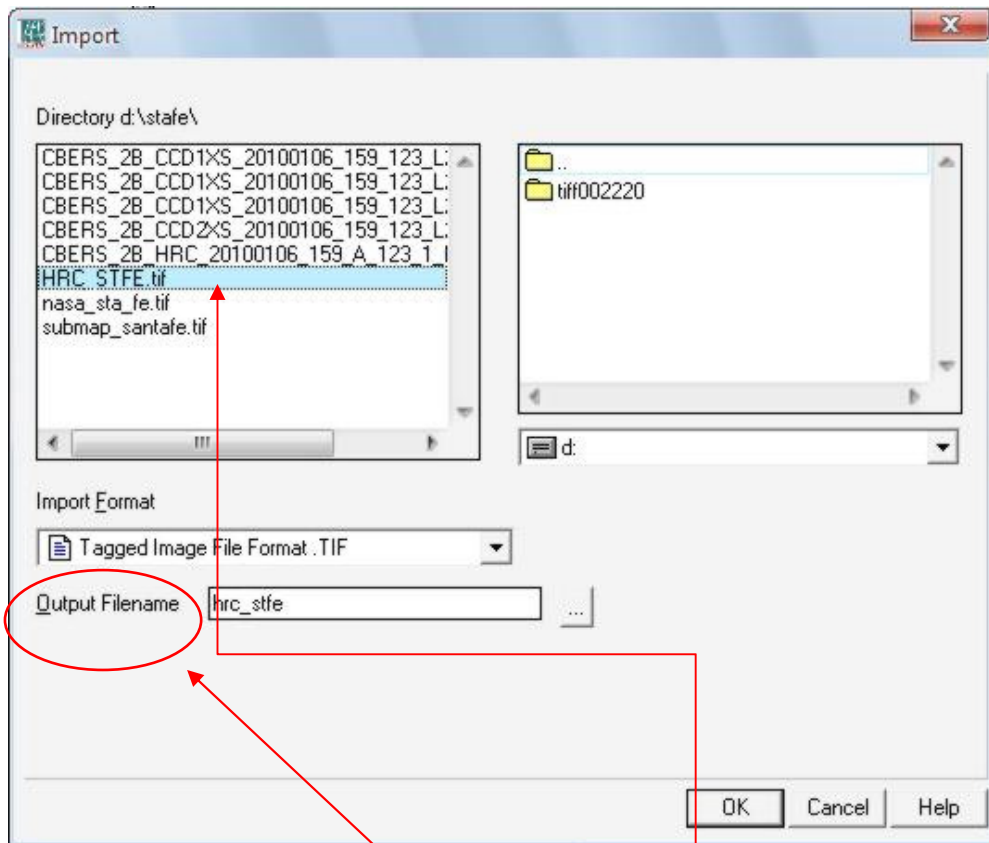 Import
Directory d:\stafe\
CBERS_2B_CCD1XS_20100106_159_123_L
CBERS_2B_CCD1XS_20100106_159_123_L
CBERS_2B_CCD1XS_20100106_159_123_L
CBERS_2B_CCD2XS_20100106_159_123_L
CBERS_2B_HRC_20100106_159_A_123_1_
HRC_STFE.tif
nasa_sta_fe.tif
submap_santafe.tif
..
tiff002220
d:
Import Format
Tagged Image File Format .TIF
Output Filename
hrc_stfe
...
OK
Cancel
Help